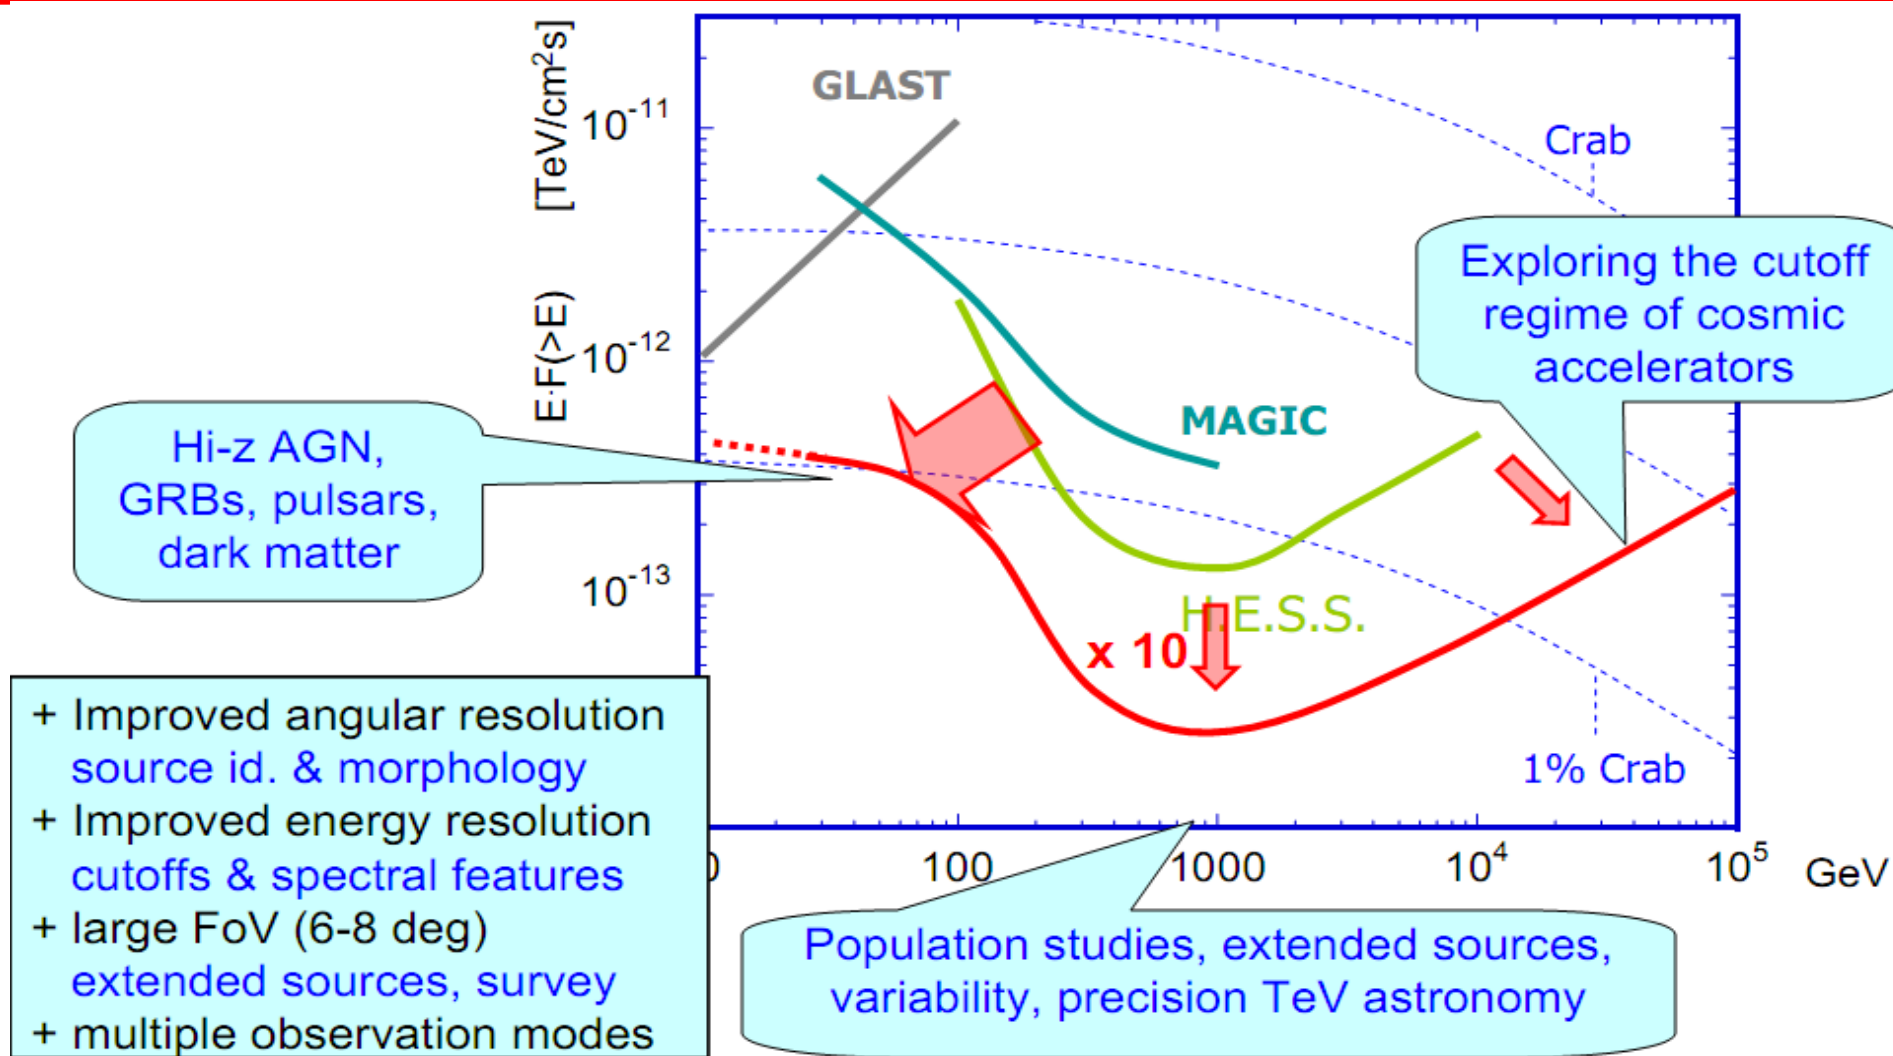 [TeV/cm²s]
E·F(>E)
10⁻¹¹
10⁻¹²
10⁻¹³
GLAST
Crab
Exploring the cutoff
regime of cosmic
accelerators
MAGIC
Hi-z AGN,
GRBs, pulsars,
dark matter
H.E.S.S.
x 10
1% Crab
+ Improved angular resolution
source id. & morphology
+ Improved energy resolution
cutoffs & spectral features
+ large FoV (6-8 deg)
extended sources, survey
+ multiple observation modes
0 100 1000 10⁴ 10⁵ GeV
Population studies, extended sources,
variability, precision TeV astronomy